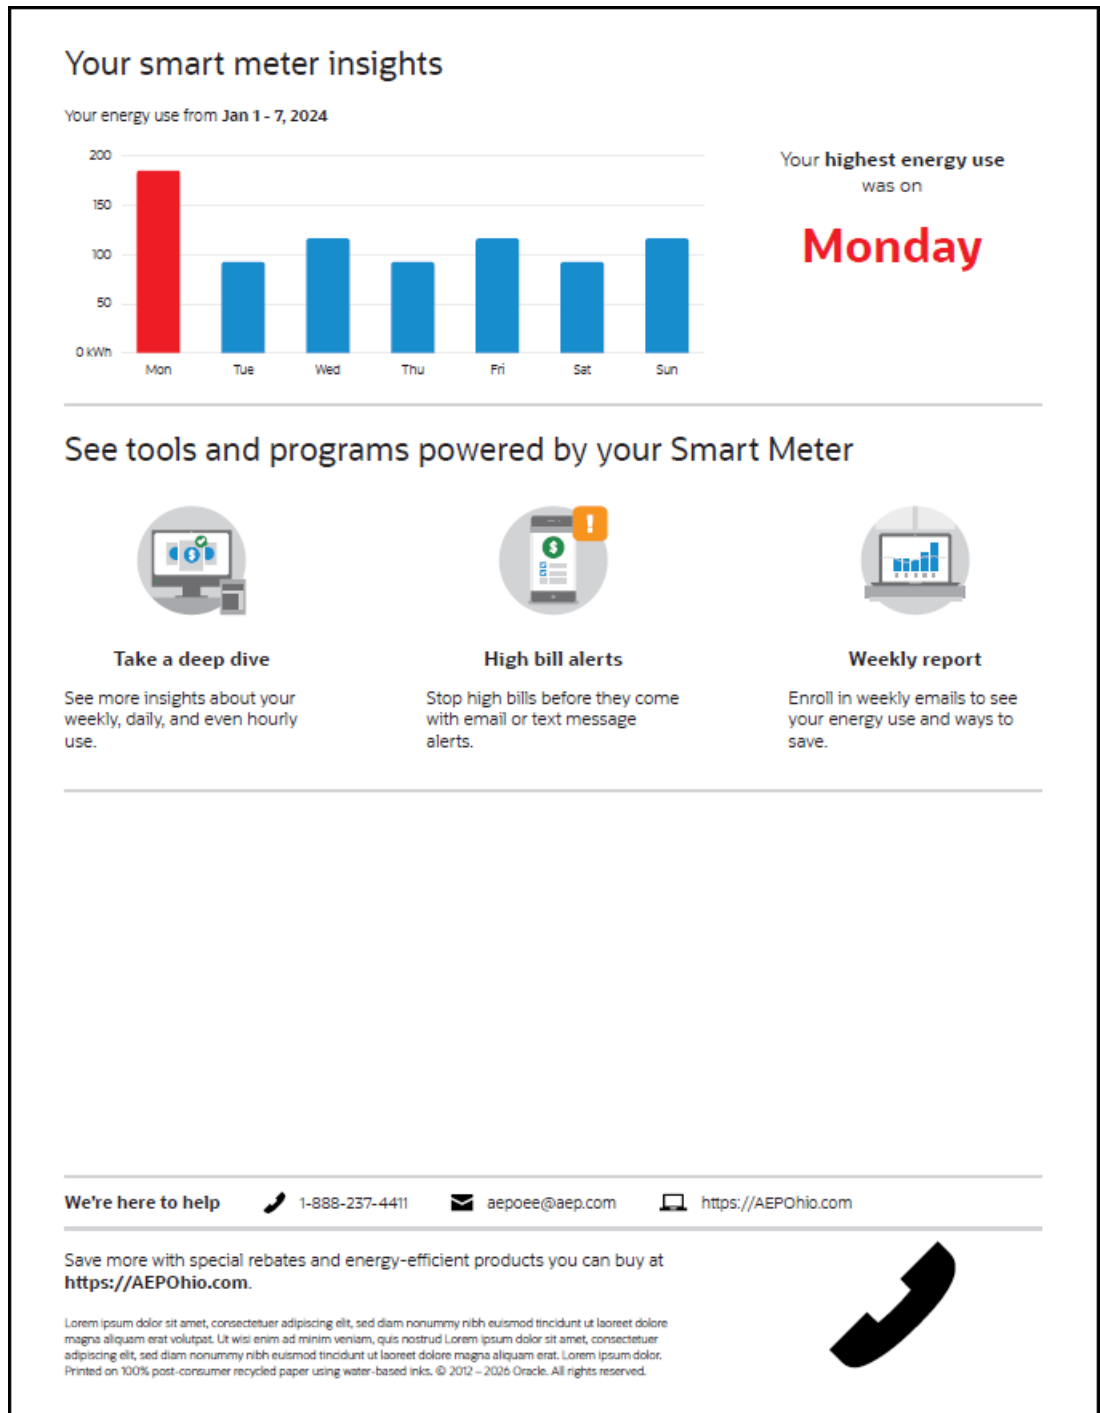 Your smart meter insights
Your energy use from Jan 1 - 7, 2024
200
150
100
50
0 kWh
Mon Tue Wed Thu Fri Sat Sun
Your highest energy use
was on
Monday
See tools and programs powered by your Smart Meter
Take a deep dive
See more insights about your
weekly, daily, and even hourly
use.
High bill alerts
Stop high bills before they come
with email or text message
alerts.
Weekly report
Enroll in weekly emails to see
your energy use and ways to
save.
We're here to help 1-888-237-4411 aepoee@aep.com https://AEPOhio.com
Save more with special rebates and energy-efficient products you can buy at
https://AEPOhio.com.
Lorem ipsum dolor sit amet, consectetuer adipiscing elit, sed diam nonummy nibh euismod tincidunt ut laoreet dolore
magna aliquam erat volutpat. Ut wisi enim ad minim veniam, quis nostrud Lorem ipsum dolor sit amet, consectetuer
adipiscing elit, sed diam nonummy nibh euismod tincidunt ut laoreet dolore magna aliquam erat. Lorem ipsum dolor.
Printed on 100% post-consumer recycled paper using water-based inks. © 2012 – 2026 Oracle. All rights reserved.